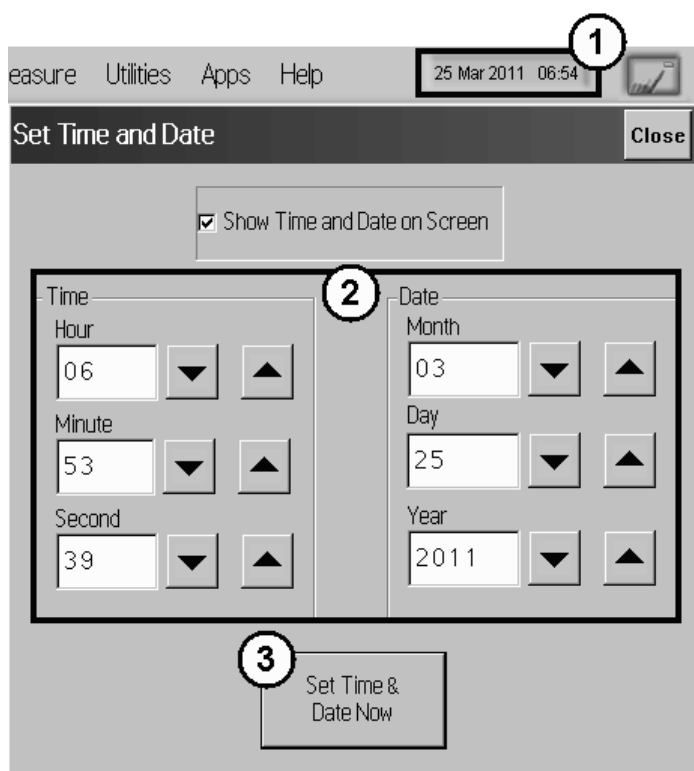 1
easure Utilities Apps Help 25 Mar 2011 06:54
Set Time and Date Close
Show Time and Date on Screen
2
Time Date
Hour Month
06 03
Minute Day
53 25
Second Year
39 2011
3
Set Time &
Date Now